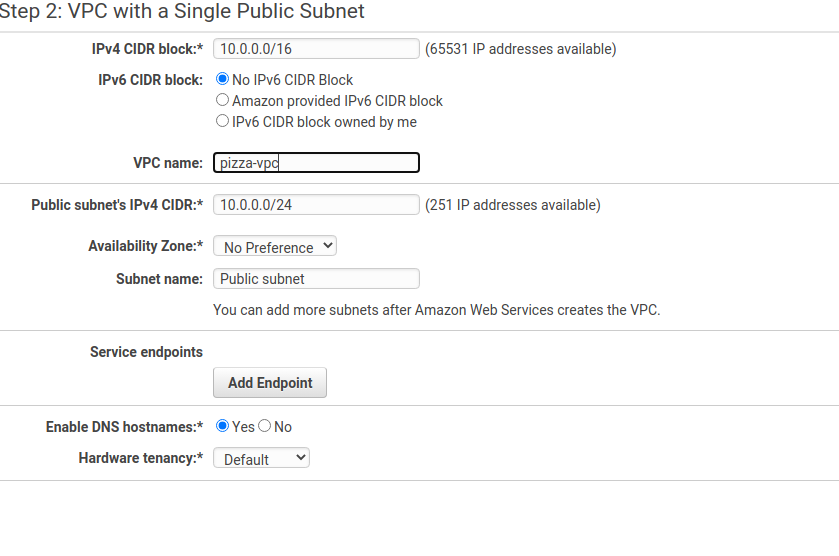 Step 2: VPC with a Single Public Subnet
IPv4 CIDR block:* 10.0.0.0/16 (65531 IP addresses available)
IPv6 CIDR block: No IPv6 CIDR Block
Amazon provided IPv6 CIDR block
IPv6 CIDR block owned by me
VPC name: pizza-vpc
Public subnet's IPv4 CIDR:* 10.0.0.0/24 (251 IP addresses available)
Availability Zone:* No Preference
Subnet name: Public subnet
You can add more subnets after Amazon Web Services creates the VPC.
Service endpoints
Add Endpoint
Enable DNS hostnames:* Yes No
Hardware tenancy:* Default